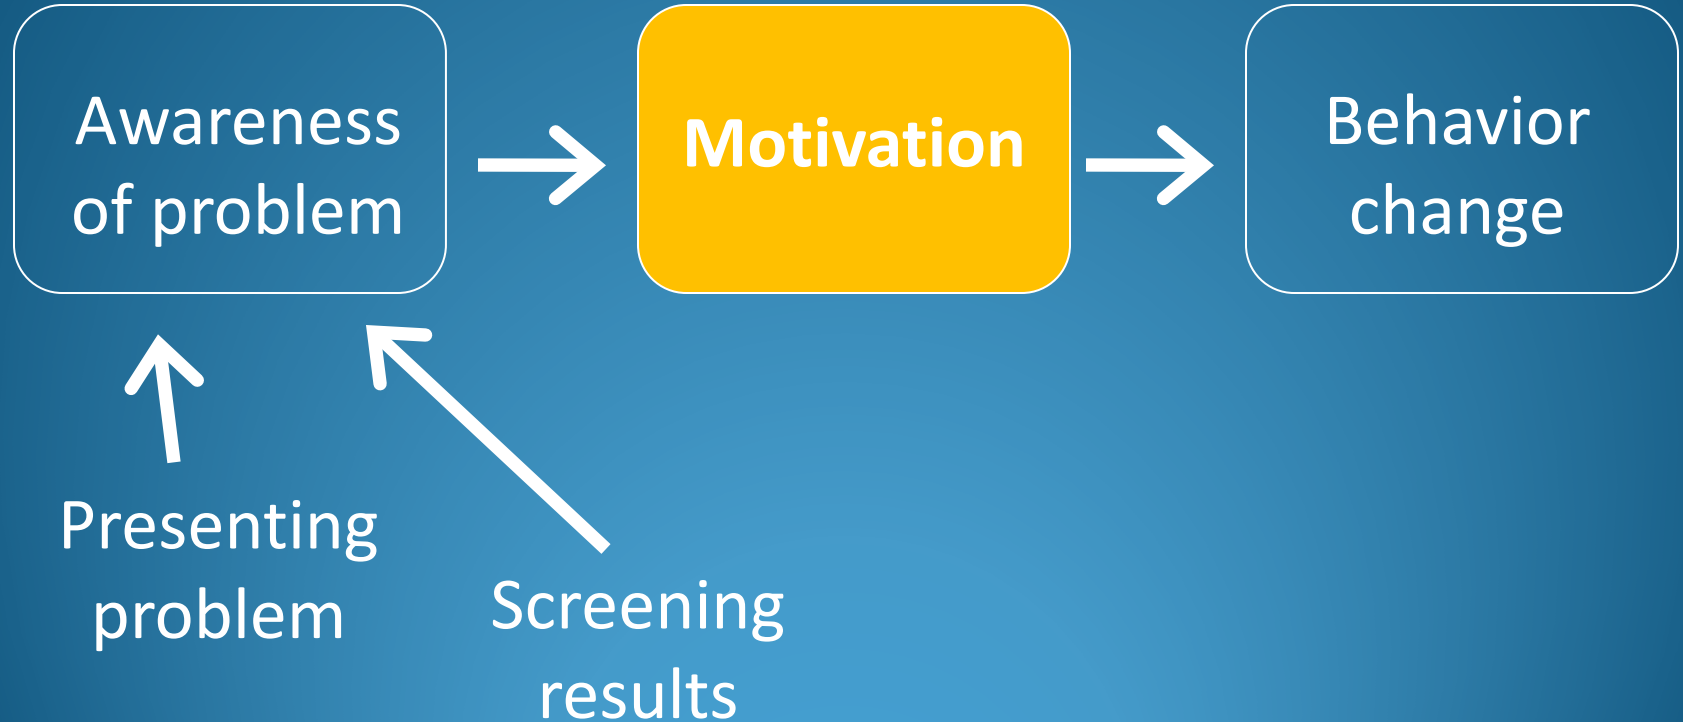 Awareness
of problem
Motivation
Behavior
change
Presenting
problem
Screening
results